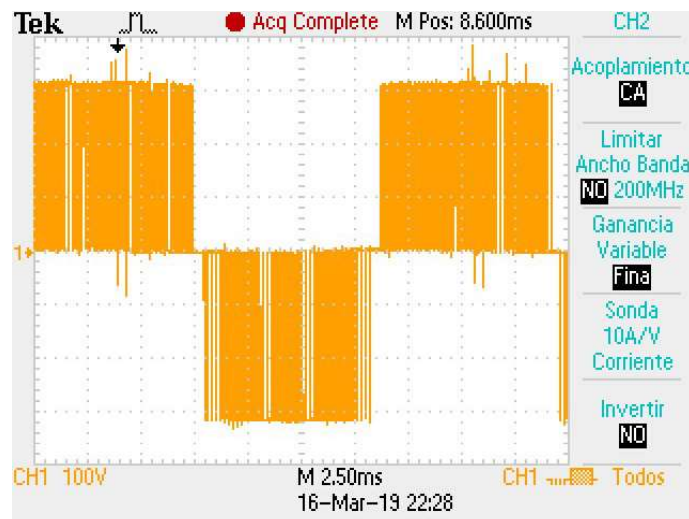 Tek
Acq Complete
M Pos: 8.600ms
CH2
Acoplamiento
CA
Limitar
Ancho Banda
NO 200MHz
Ganancia
Variable
Fina
Sonda
10A/V
Corriente
Invertir
NO
1
CH1 100V
M 2.50ms
CH1
Todos
16-Mar-19 22:28